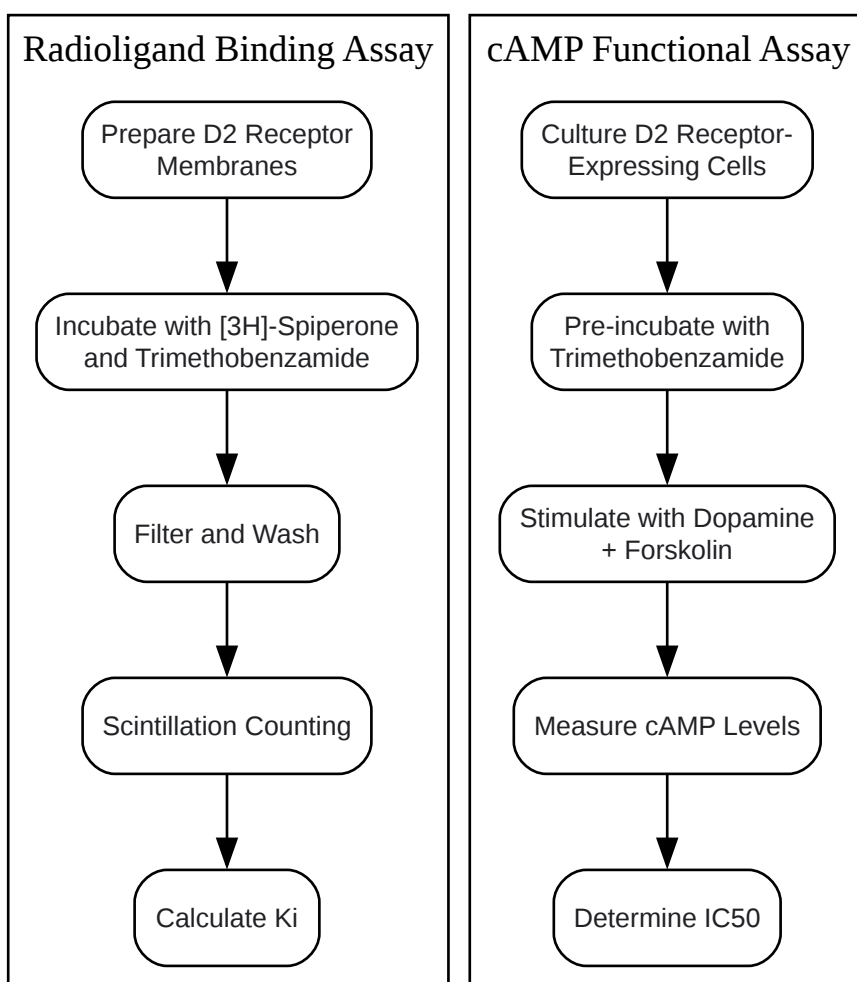 Radioligand Binding Assay
Prepare D2 Receptor
Membranes
Incubate with [3H]-Spiperone
and Trimethobenzamide
Filter and Wash
Scintillation Counting
Calculate Ki
cAMP Functional Assay
Culture D2 Receptor-
Expressing Cells
Pre-incubate with
Trimethobenzamide
Stimulate with Dopamine
+ Forskolin
Measure cAMP Levels
Determine IC50